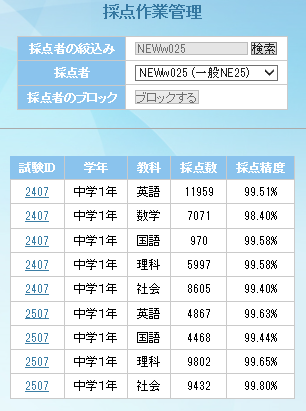 採点作業管理
採点者の絞込み NEWw025 検索
採点者 NEWw025 (一般NE25)
採点者のブロック ブロックする
試験ID 学年 教科 採点数 採点精度
2407 中学1年 英語 11959 99.51%
2407 中学1年 数学 7071 98.40%
2407 中学1年 国語 970 99.58%
2407 中学1年 理科 5997 99.58%
2407 中学1年 社会 8605 99.40%
2507 中学1年 英語 4867 99.63%
2507 中学1年 国語 4468 99.44%
2507 中学1年 理科 9802 99.65%
2507 中学1年 社会 9432 99.80%